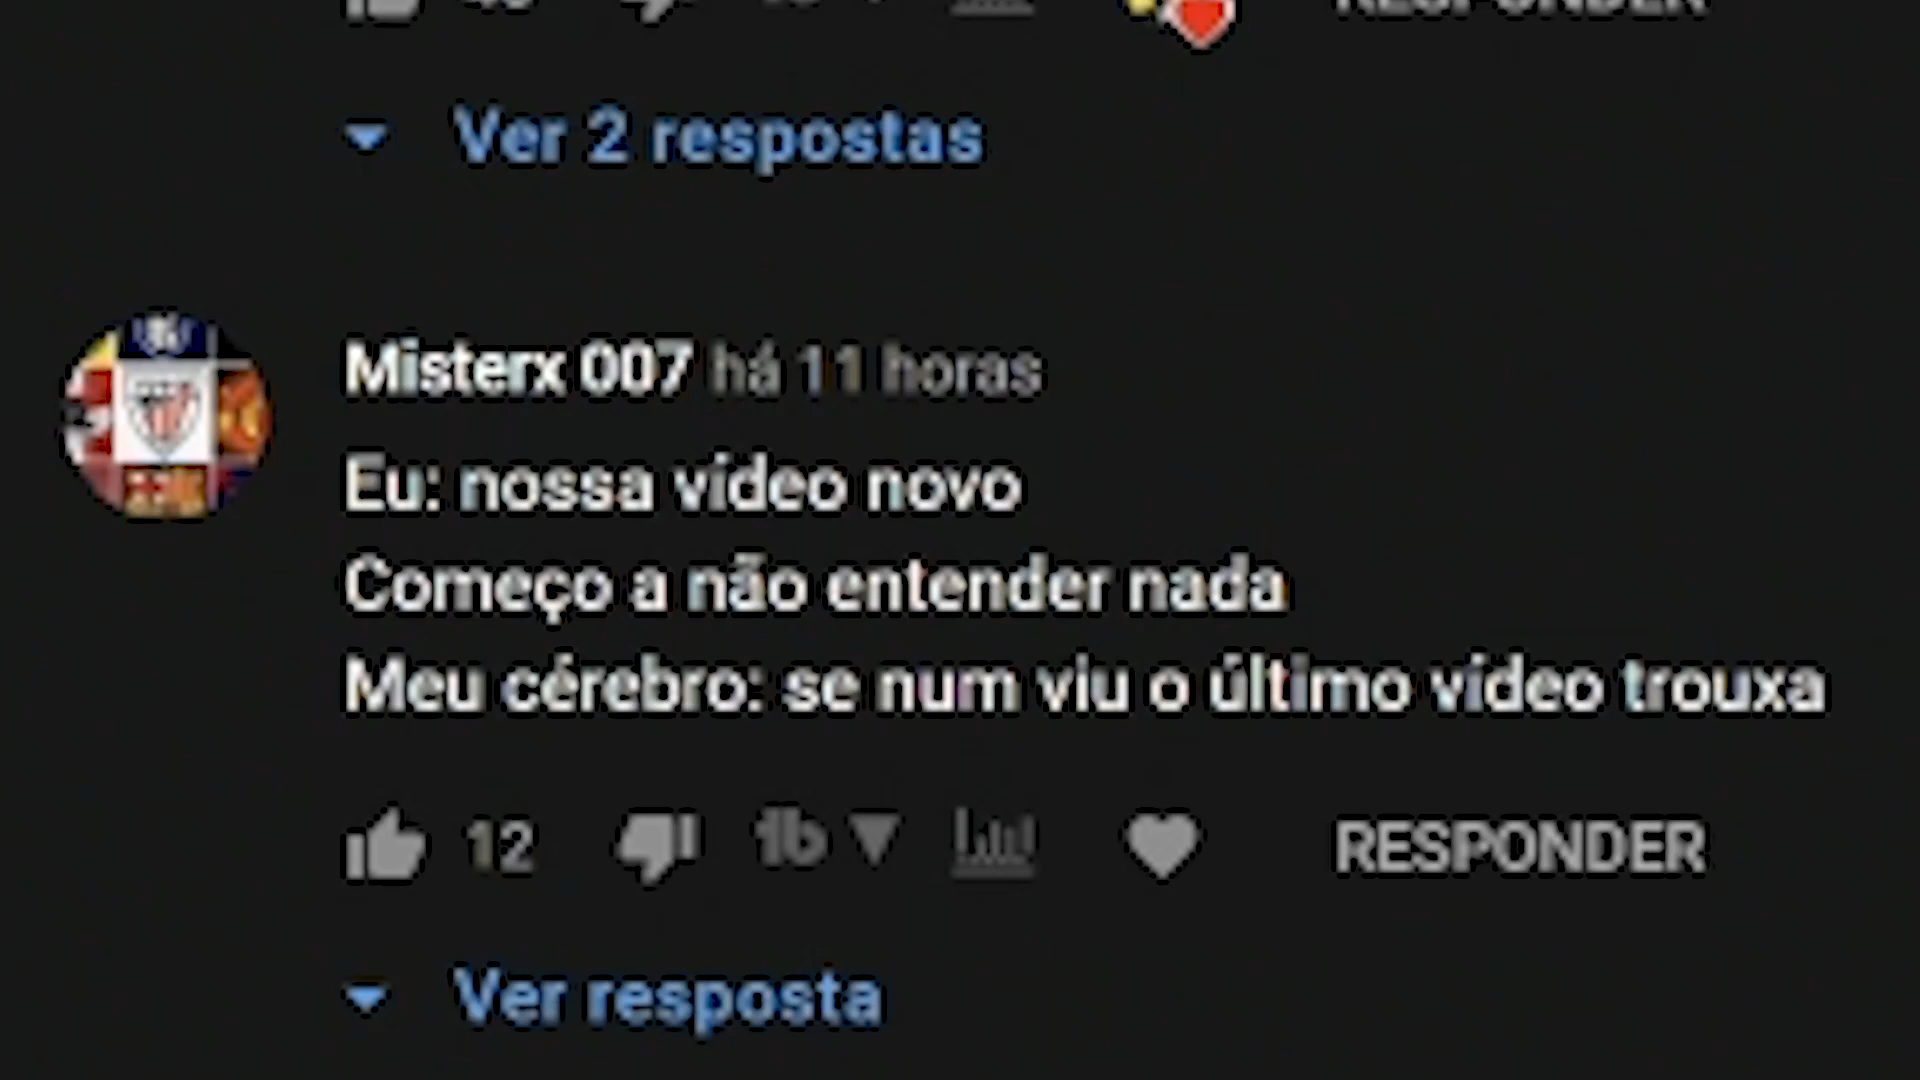 RESPONDER
Ver 2 respostas
Misterx 007 há 11 horas
Eu: nossa vídeo novo
Começo a não entender nada
Meu cérebro: se num viu o último vídeo trouxa
12 RESPONDER
Ver resposta